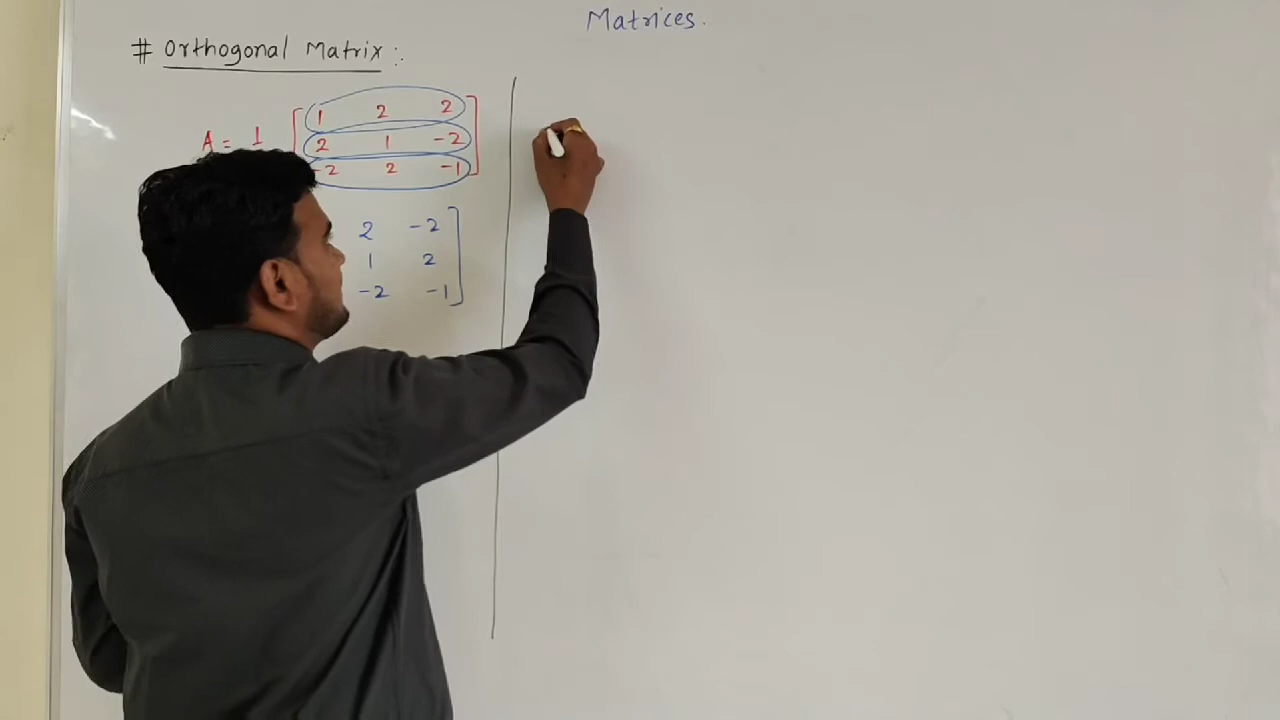 Matrices.
# Orthogonal Matrix :
1 2 2
A = 1 2 1 -2
-2 2 -1
2 -2
1 2
-2 -1